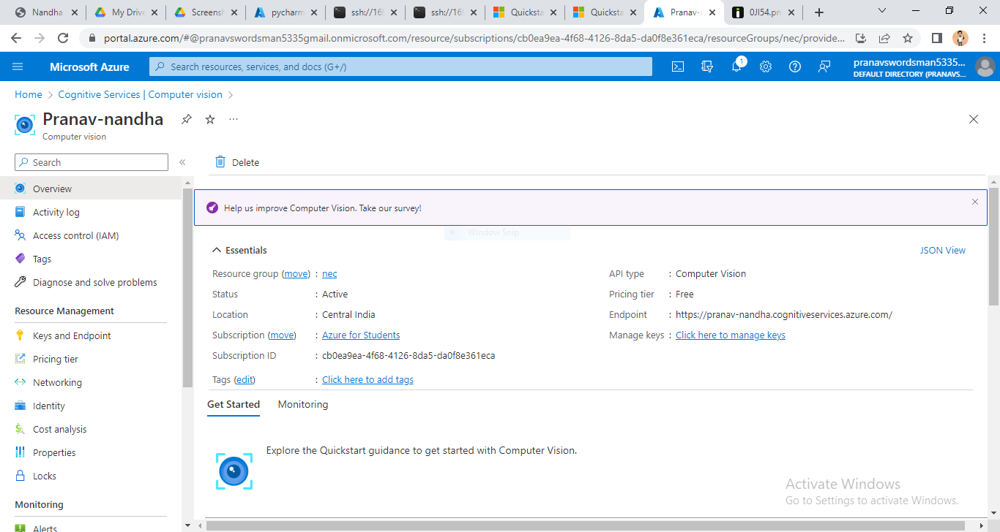 Nandha
My Drive
Screensh
pycharm
ssh://169
ssh://169
Quicksta
Quicksta
Pranav-n
0JI54.pn
portal.azure.com/#@pranavswordsman5335gmail.onmicrosoft.com/resource/subscriptions/cb0ea9ea-4f68-4126-8da5-da0f8e361eca/resourceGroups/nec/provide...
Microsoft Azure
Search resources, services, and docs (G+/)
1
pranavswordsman5335...
DEFAULT DIRECTORY (PRANAVS...
Home > Cognitive Services | Computer vision >
Pranav-nandha
...
Computer vision
Search
«
Delete
Overview
Activity log
Access control (IAM)
Tags
Diagnose and solve problems
Resource Management
Keys and Endpoint
Pricing tier
Networking
Identity
Cost analysis
Properties
Locks
Monitoring
Alerts
Help us improve Computer Vision. Take our survey!
Window Snip
Essentials
JSON View
Resource group (move) : nec
Status : Active
Location : Central India
Subscription (move) : Azure for Students
Subscription ID : cb0ea9ea-4f68-4126-8da5-da0f8e361eca
Tags (edit) : Click here to add tags
API type : Computer Vision
Pricing tier : Free
Endpoint : https://pranav-nandha.cognitiveservices.azure.com/
Manage keys : Click here to manage keys
Get Started Monitoring
Explore the Quickstart guidance to get started with Computer Vision.
Activate Windows
Go to Settings to activate Windows.